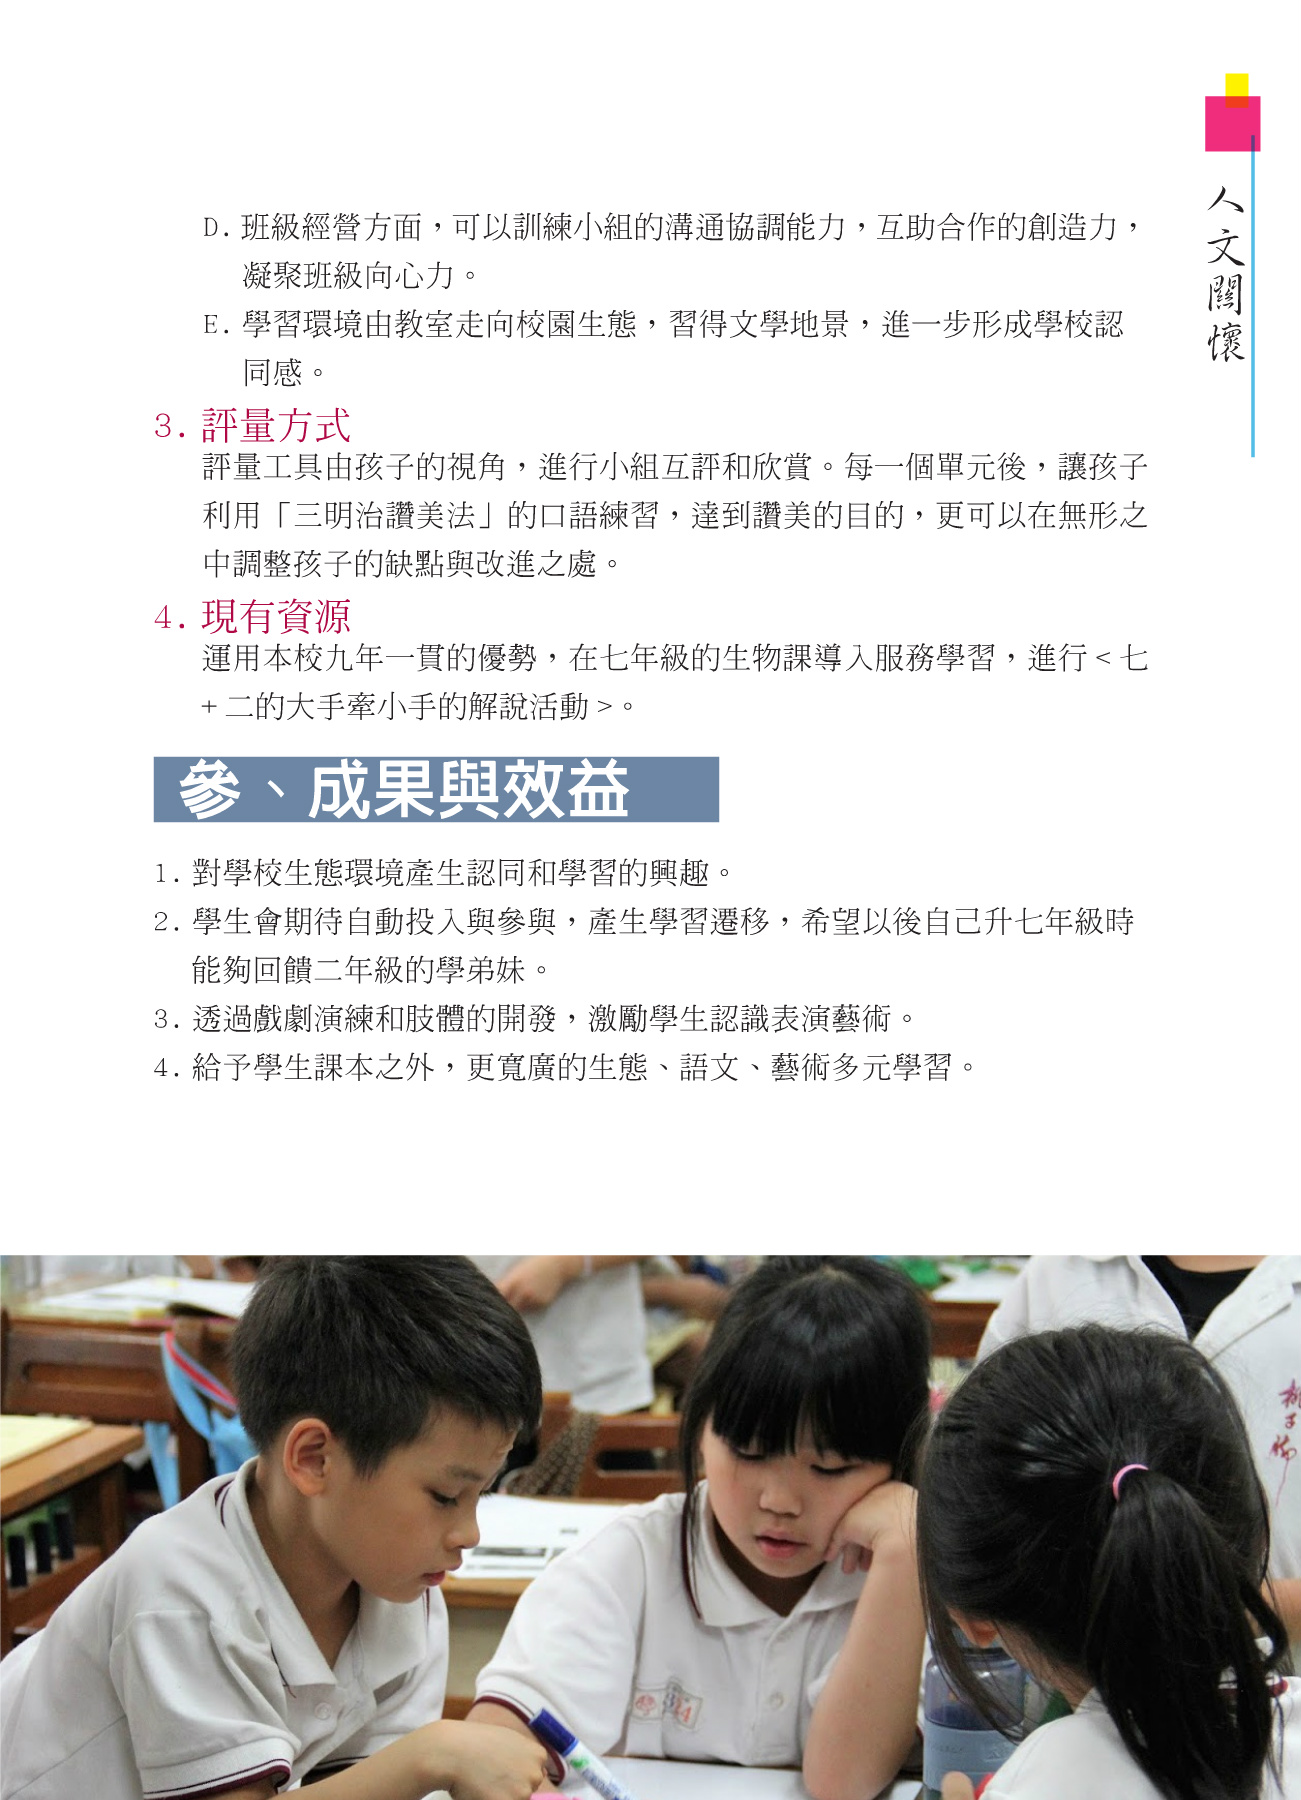 人文關懷
D. 班級經營方面，可以訓練小組的溝通協調能力，互助合作的創造力，
凝聚班級向心力。
E. 學習環境由教室走向校園生態，習得文學地景，進一步形成學校認
同感。
3. 評量方式
評量工具由孩子的視角，進行小組互評和欣賞。每一個單元後，讓孩子
利用「三明治讚美法」的口語練習，達到讚美的目的，更可以在無形之
中調整孩子的缺點與改進之處。
4. 現有資源
運用本校九年一貫的優勢，在七年級的生物課導入服務學習，進行 < 七
+ 二的大手牽小手的解說活動 >。
參、成果與效益
1. 對學校生態環境產生認同和學習的興趣。
2. 學生會期待自動投入與參與，產生學習遷移，希望以後自己升七年級時
能夠回饋二年級的學弟妹。
3. 透過戲劇演練和肢體的開發，激勵學生認識表演藝術。
4. 給予學生課本之外，更寬廣的生態、語文、藝術多元學習。